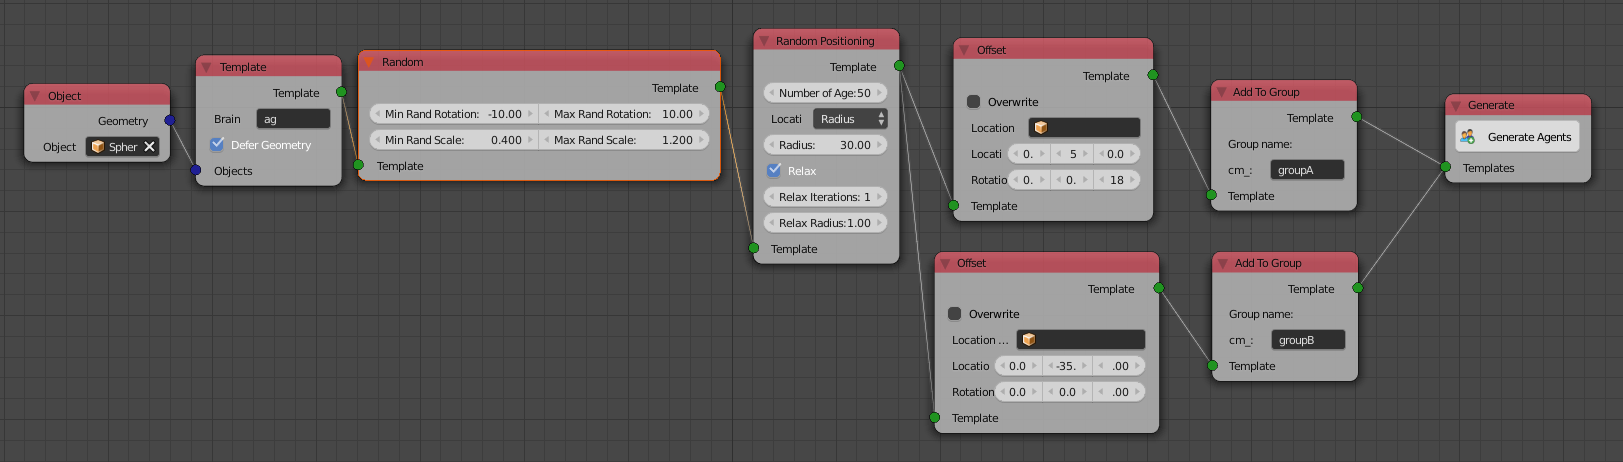 Object
Geometry
Object Spher
Template
Template
Brain ag
Defer Geometry
Objects
Random
Template
Min Rand Rotation: -10.00 Max Rand Rotation: 10.00
Min Rand Scale: 0.400 Max Rand Scale: 1.200
Template
Random Positioning
Template
Number of Age:50
Locati Radius
Radius: 30.00
Relax
Relax Iterations: 1
Relax Radius:1.00
Template
Offset
Template
Overwrite
Location
Locati 0. 5 0.0
Rotatio 0. 0. 18
Template
Offset
Template
Overwrite
Location ...
Locatio 0.0 -35. .00
Rotation 0.0 0.0 .00
Template
Add To Group
Template
Group name:
cm_: groupA
Template
Add To Group
Template
Group name:
cm_: groupB
Template
Generate
Generate Agents
Templates